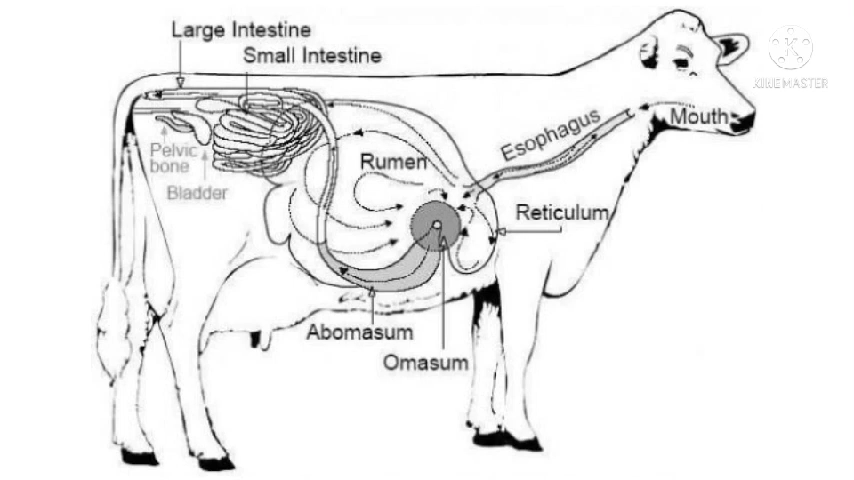 Large Intestine
Small Intestine
K
KINEMASTER
Mouth
Esophagus
Pelvic
bone
Rumen
Bladder
Reticulum
Abomasum
Omasum